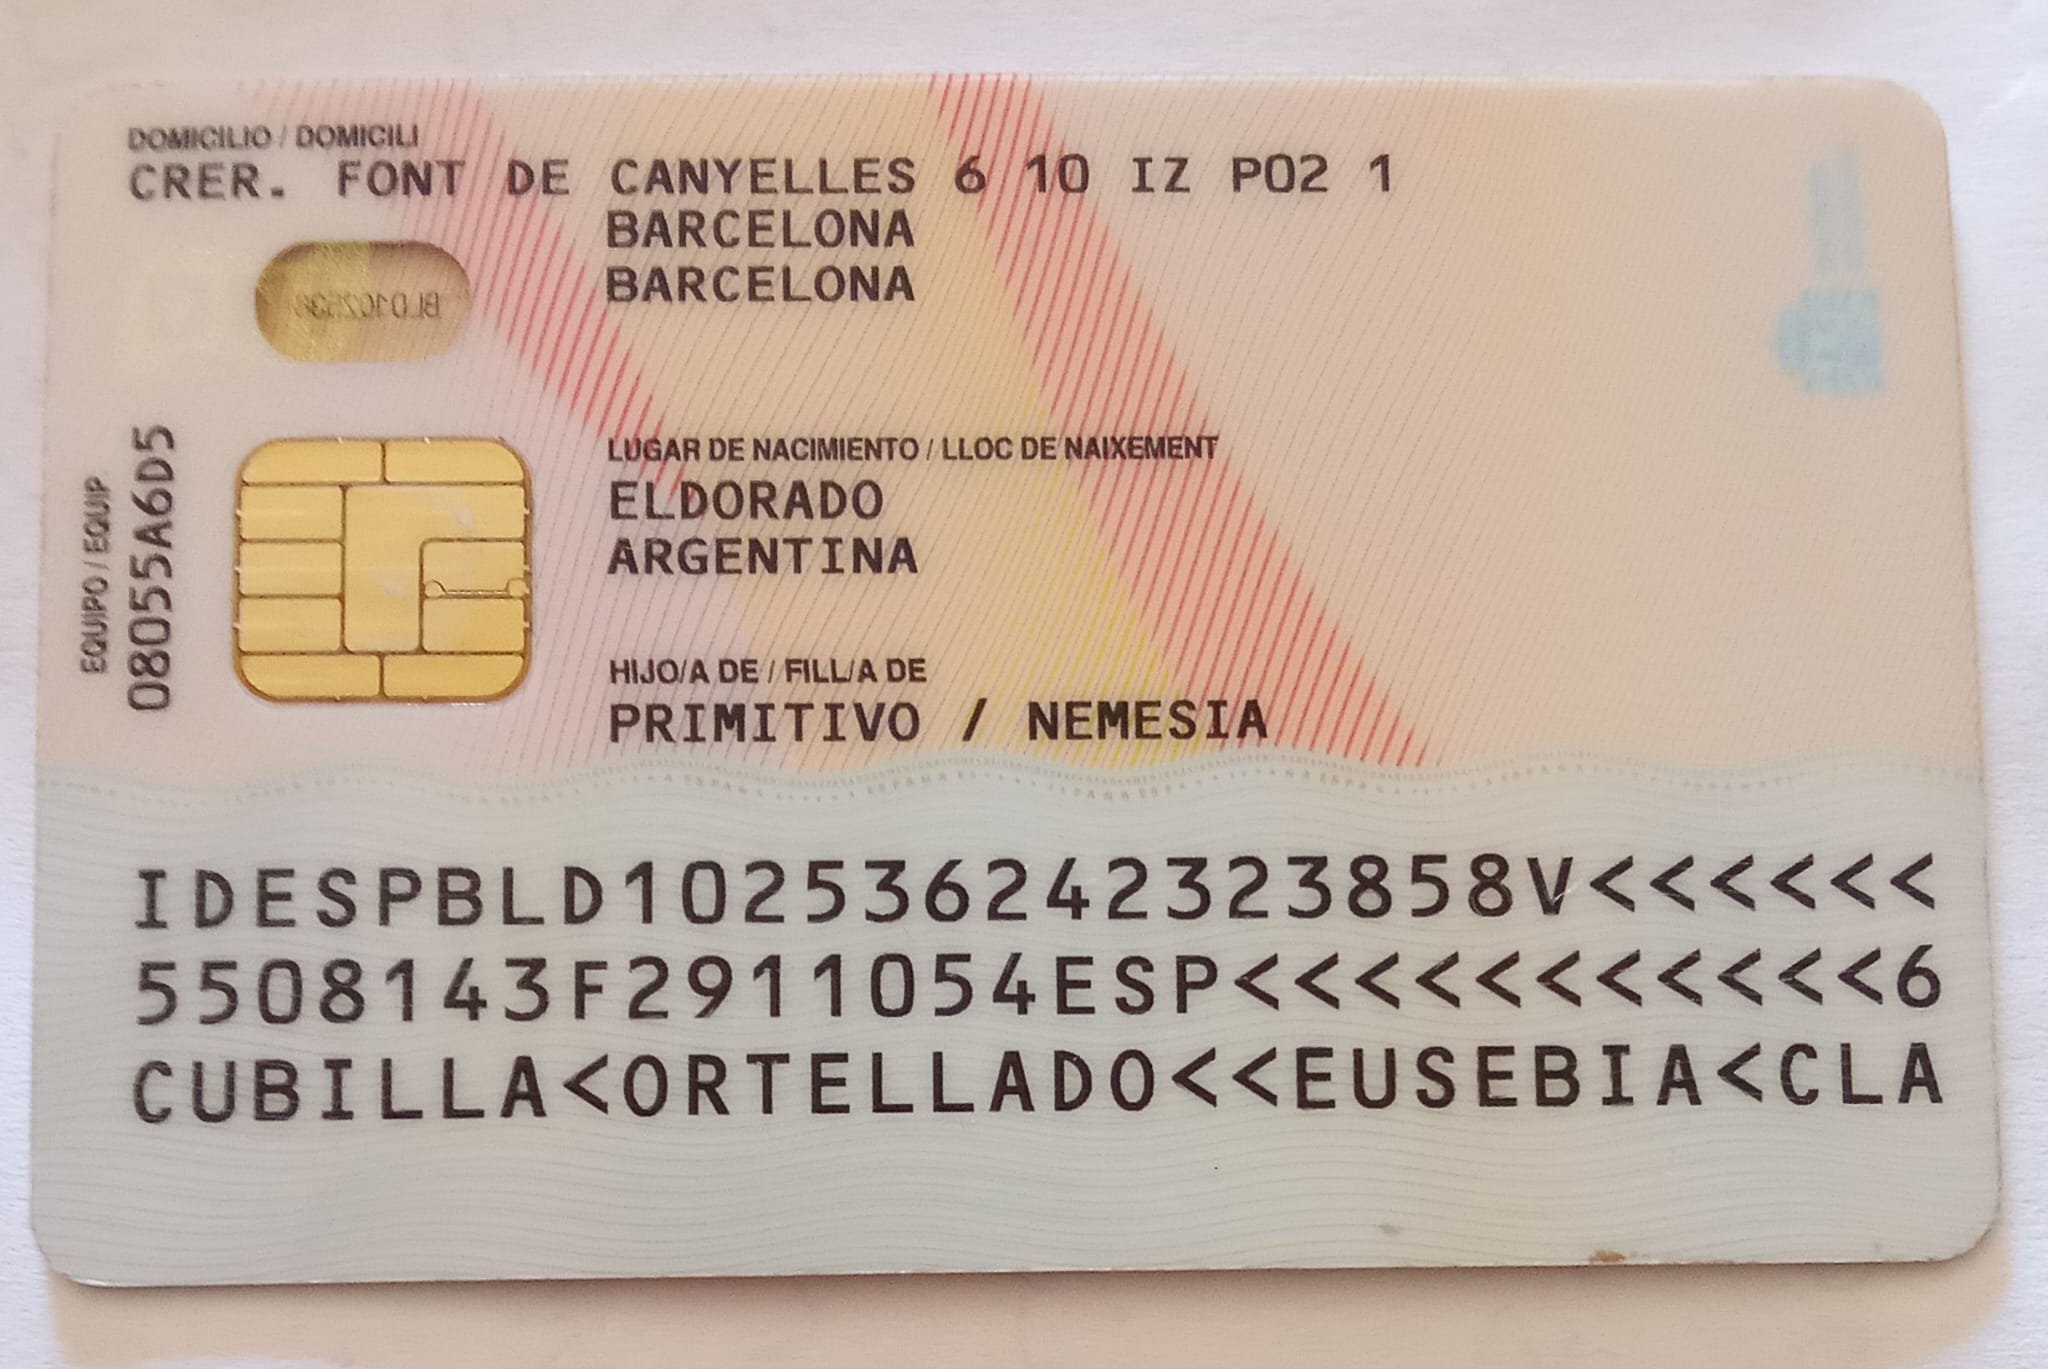 DOMICILIO / DOMICILI
CRER. FONT DE CANYELLES 6 10 IZ P02 1
BARCELONA
BARCELONA
LUGAR DE NACIMIENTO / LLOC DE NAIXEMENT
ELDORADO
ARGENTINA
EQUIPO / EQUIP
08055A6D5
HIJO/A DE / FILL/A DE
PRIMITIVO / NEMESIA
IDESPBLD102536242323858V<<<<<<
5508143F2911054ESP<<<<<<<<<<<6
CUBILLA<ORTELLADO<<EUSEBIA<CLA